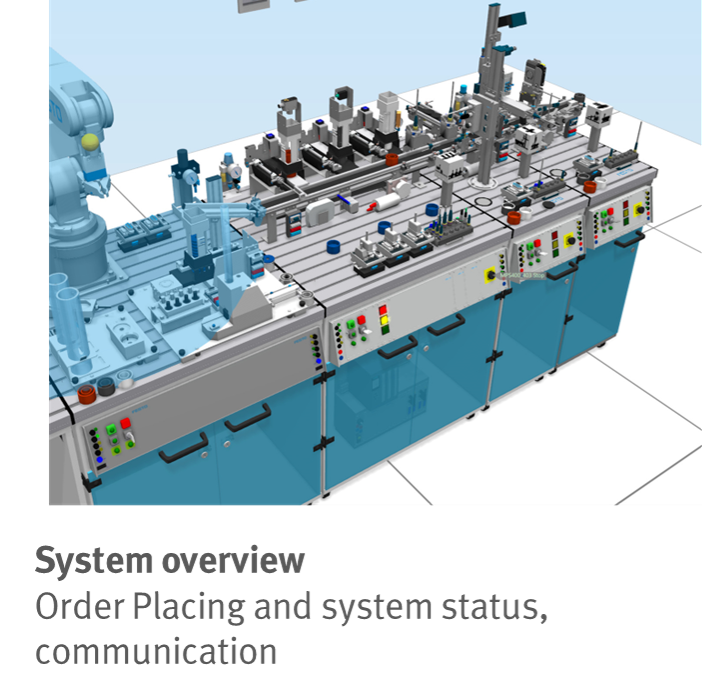 System overview
Order Placing and system status,
communication